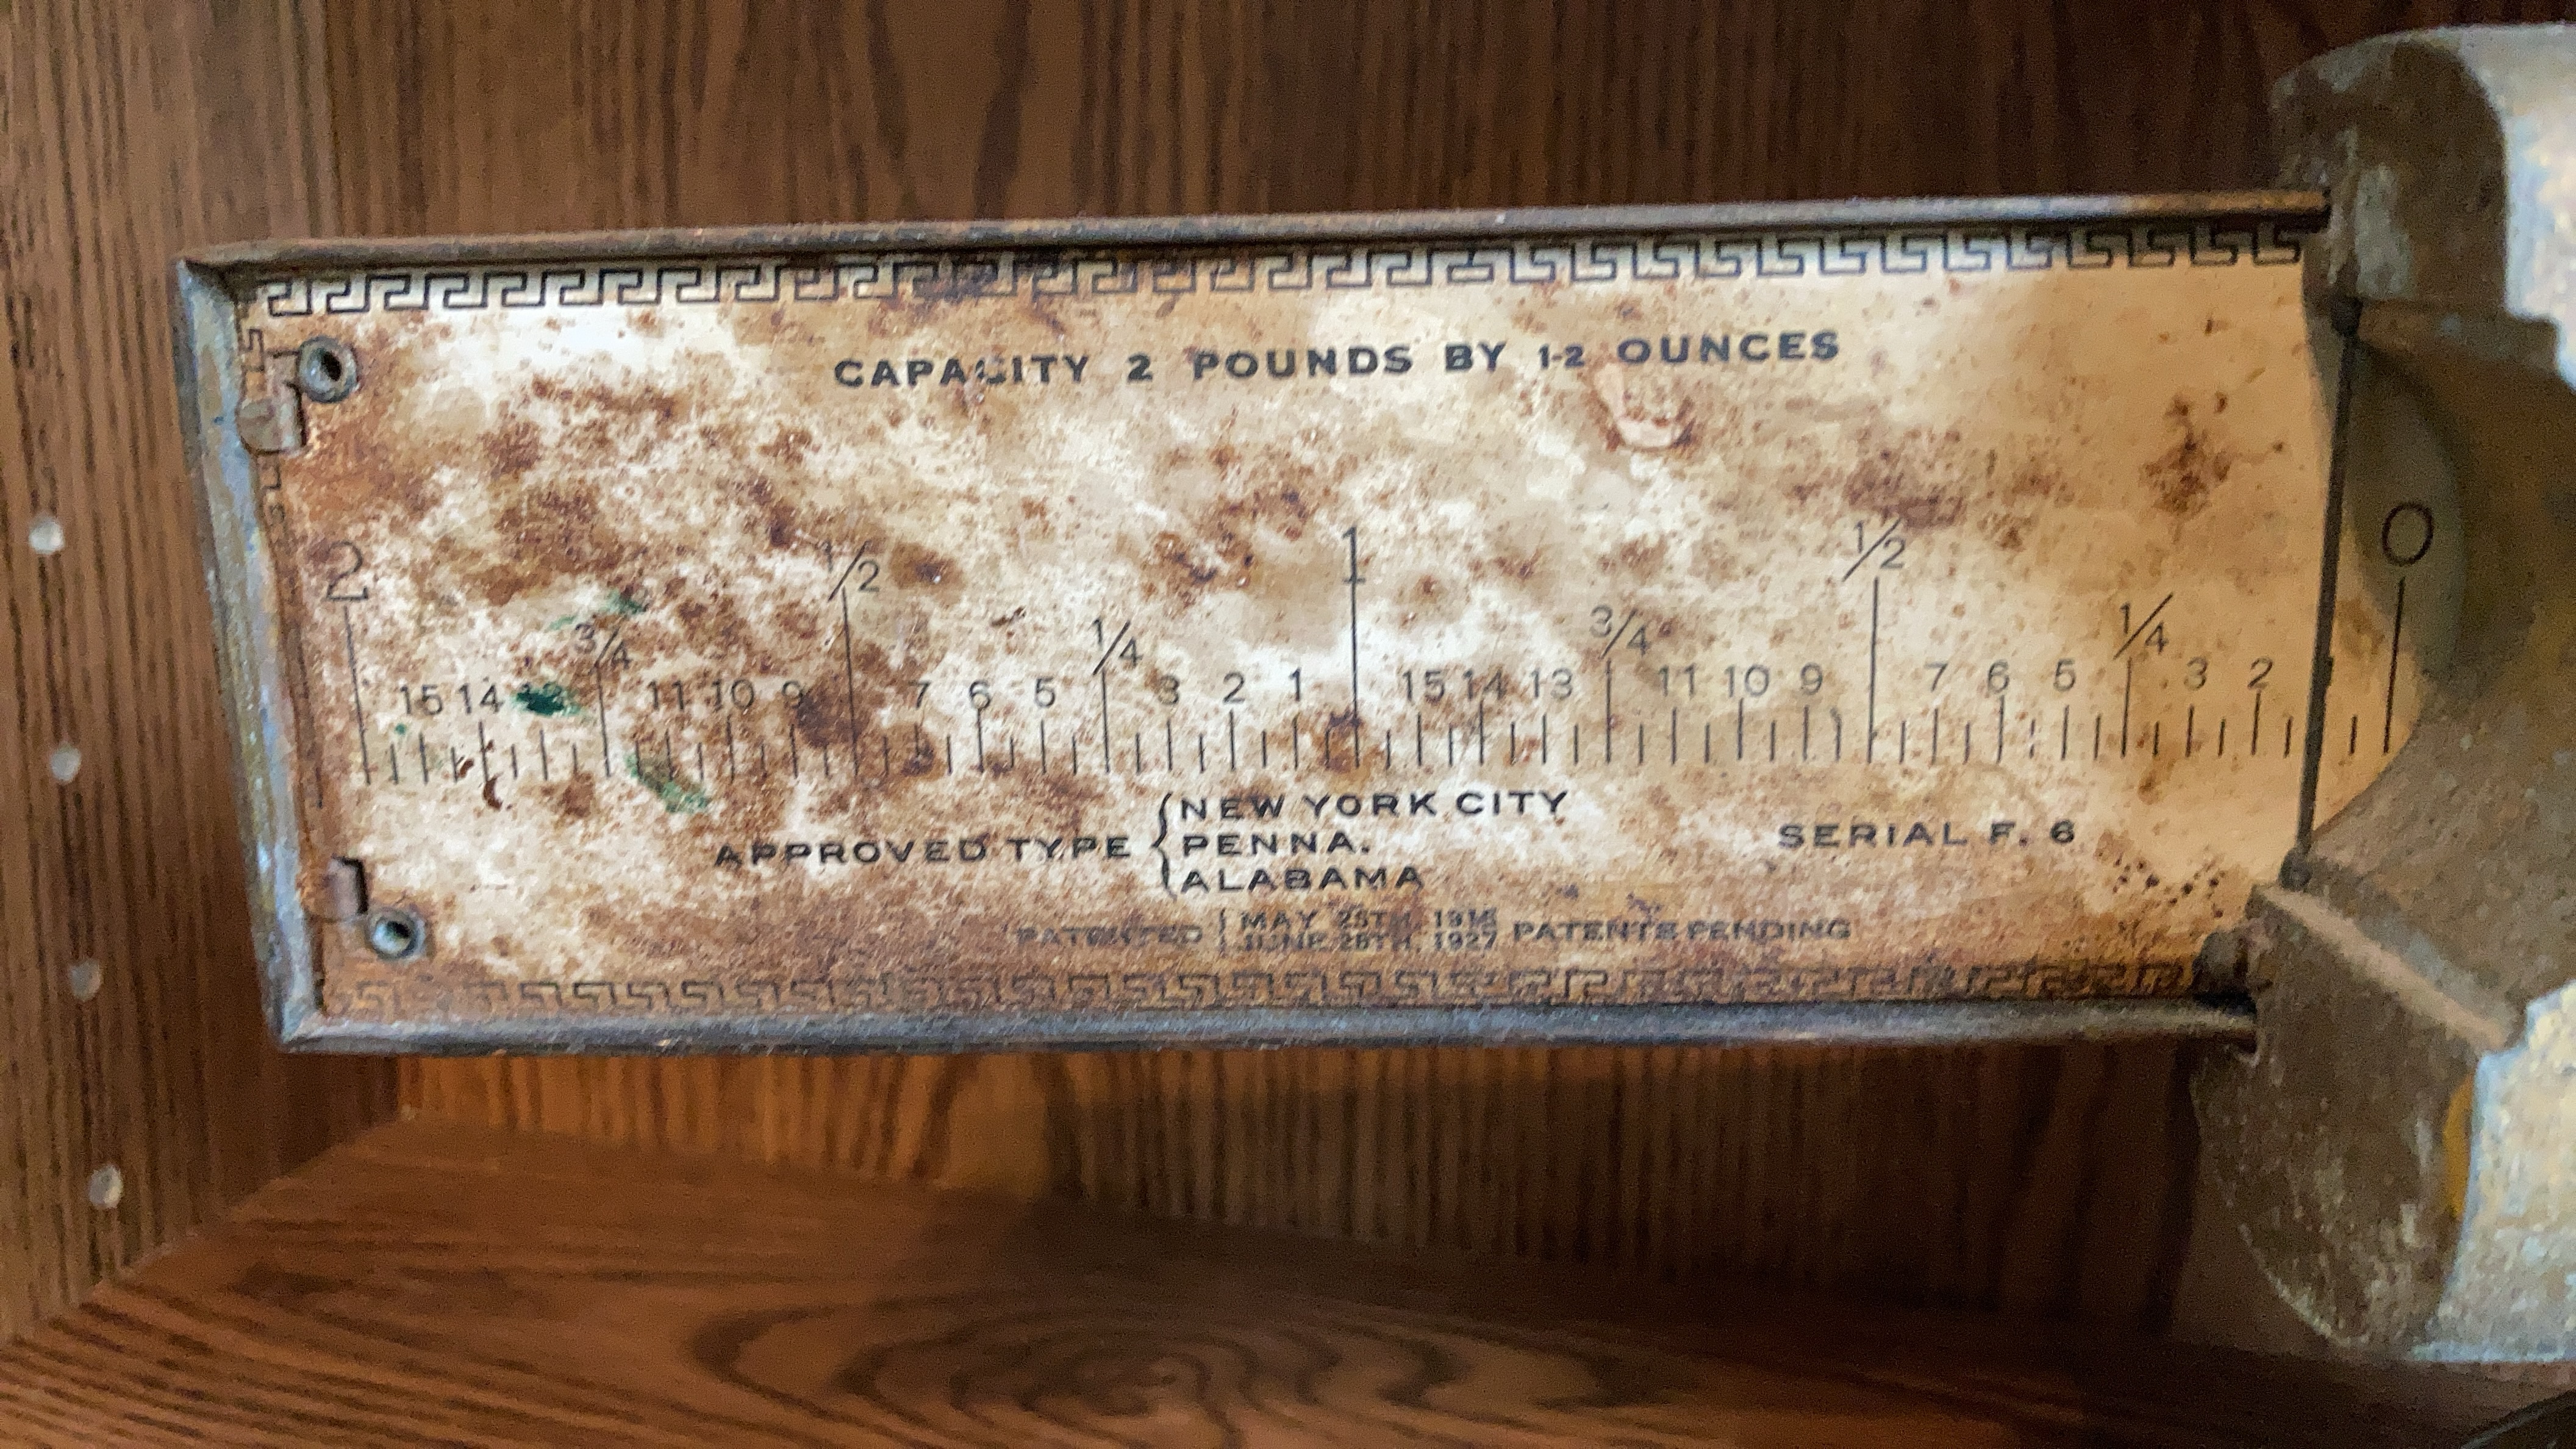 CAPACITY 2 POUNDS BY 1-2 OUNCES
2 1/2 1 1/2 0
3/4 1/4 3/4 1/4
15 14 13 11 10 9 7 6 5 3 2 1 15 14 13 11 10 9 7 6 5 3 2
APPROVED TYPE { NEW YORK CITY
PENNA.
ALABAMA
SERIAL F. 6
PATENTED { MAY 25TH, PATENTS PENDING
JUNE 28TH, 1927